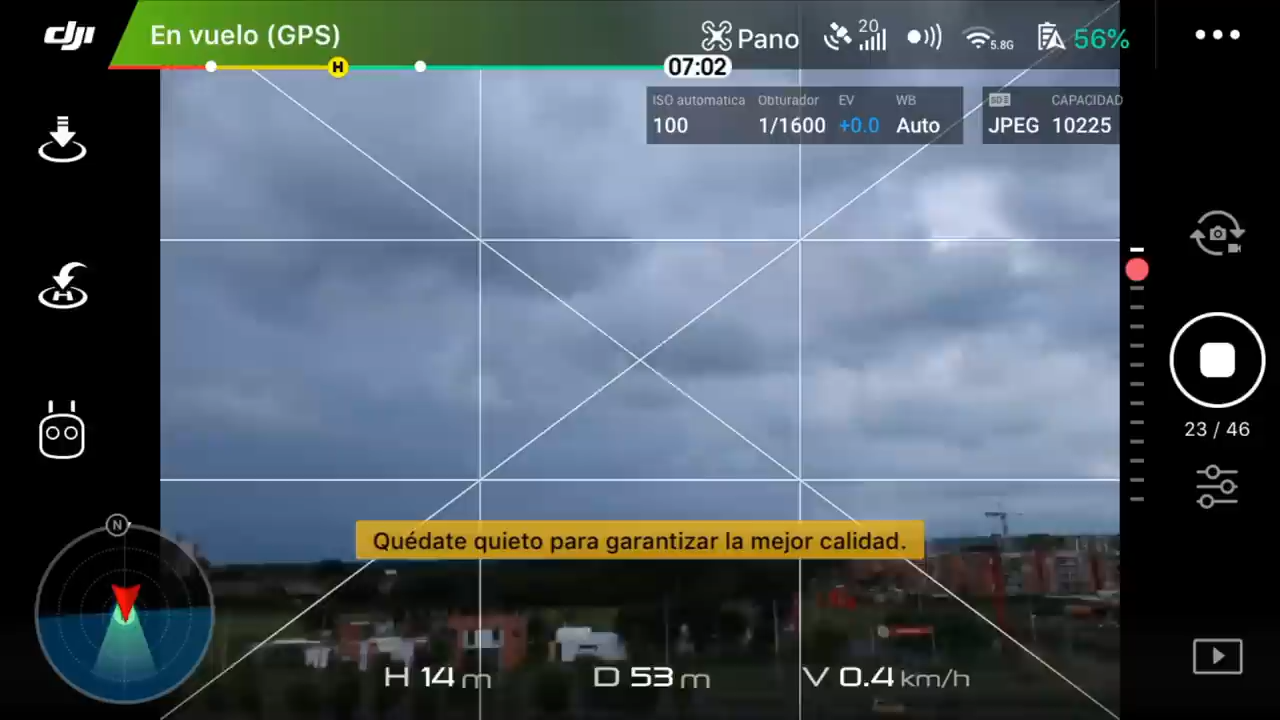 dji
En vuelo (GPS)
Pano
20
5.8G
56%
H
07:02
ISO automatica Obturador EV WB
100 1/1600 +0.0 Auto
SD CAPACIDAD
JPEG 10225
23 / 46
N
Quédate quieto para garantizar la mejor calidad.
H 14 m D 53 m V 0.4 km/h